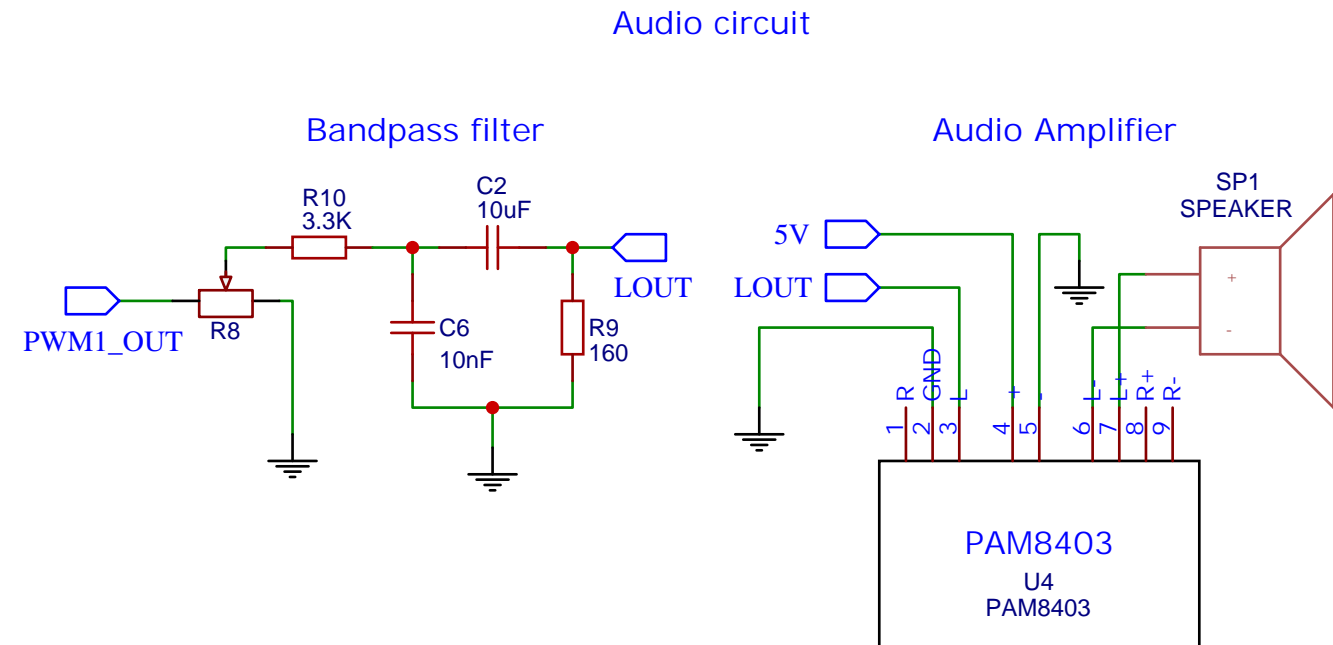 Audio circuit
Bandpass filter
Audio Amplifier
R10
3.3K
C2
10uF
LOUT
PWM1_OUT
R8
C6
10nF
R9
160
SP1
SPEAKER
+
-
5V
LOUT
R
GND
L
+
-
L-
L+
R+
R-
1
2
3
4
5
6
7
8
9
PAM8403
U4
PAM8403